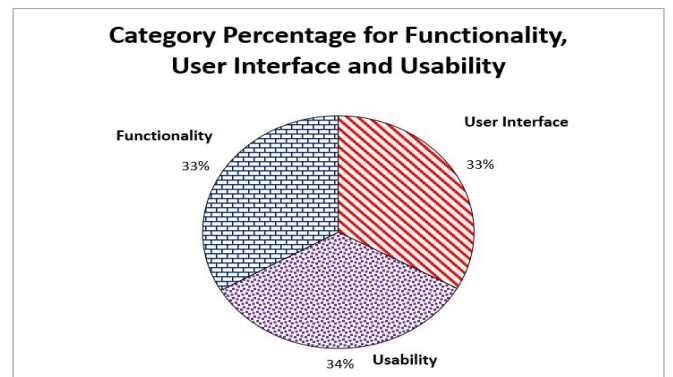 Category Percentage for Functionality,
User Interface and Usability
User Interface
Functionality
33%
33%
34% Usability